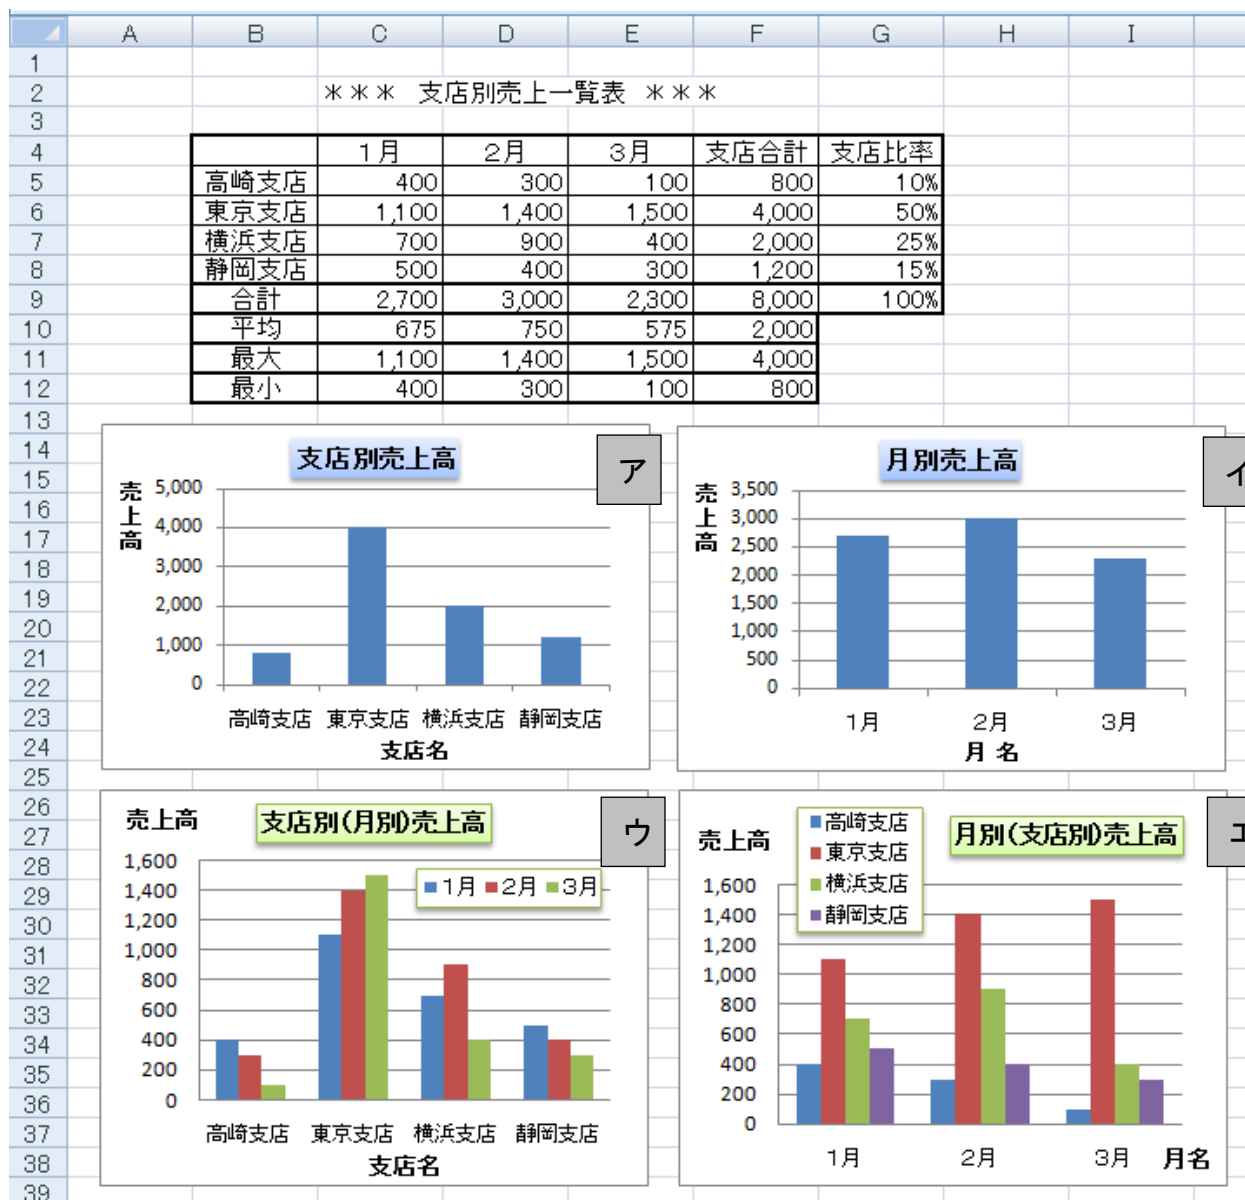 A B C D E F G H I
1
2 ＊＊＊ 支店別売上一覧表 ＊＊＊
3
4 1月 2月 3月 支店合計 支店比率
5 高崎支店 400 300 100 800 10%
6 東京支店 1,100 1,400 1,500 4,000 50%
7 横浜支店 700 900 400 2,000 25%
8 静岡支店 500 400 300 1,200 15%
9 合計 2,700 3,000 2,300 8,000 100%
10 平均 675 750 575 2,000
11 最大 1,100 1,400 1,500 4,000
12 最小 400 300 100 800
13
14
15
16
17
18
19
20
21
22
23
24
25
26
27
28
29
30
31
32
33
34
35
36
37
38
39
支店別売上高
ア
売上高
5,000
4,000
3,000
2,000
1,000
0
高崎支店 東京支店 横浜支店 静岡支店
支店名
月別売上高
イ
売上高
3,500
3,000
2,500
2,000
1,500
1,000
500
0
1月 2月 3月
月 名
売上高
支店別(月別)売上高
ウ
1月 2月 3月
1,600
1,400
1,200
1,000
800
600
400
200
0
高崎支店 東京支店 横浜支店 静岡支店
支店名
売上高
高崎支店
東京支店
横浜支店
静岡支店
月別(支店別)売上高
エ
1,600
1,400
1,200
1,000
800
600
400
200
0
1月 2月 3月 月名